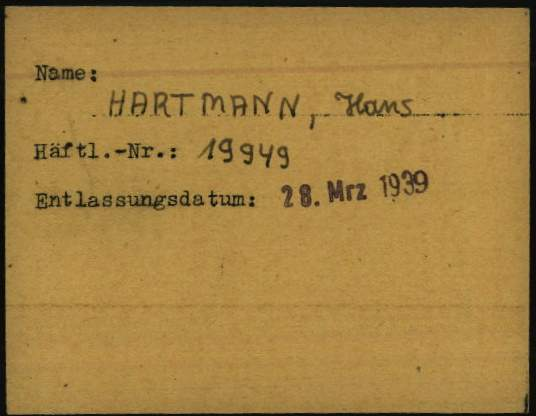 Name:
HARTMANN, Hans
Häftl.-Nr.: 19949
Entlassungsdatum: 28. Mrz 1939